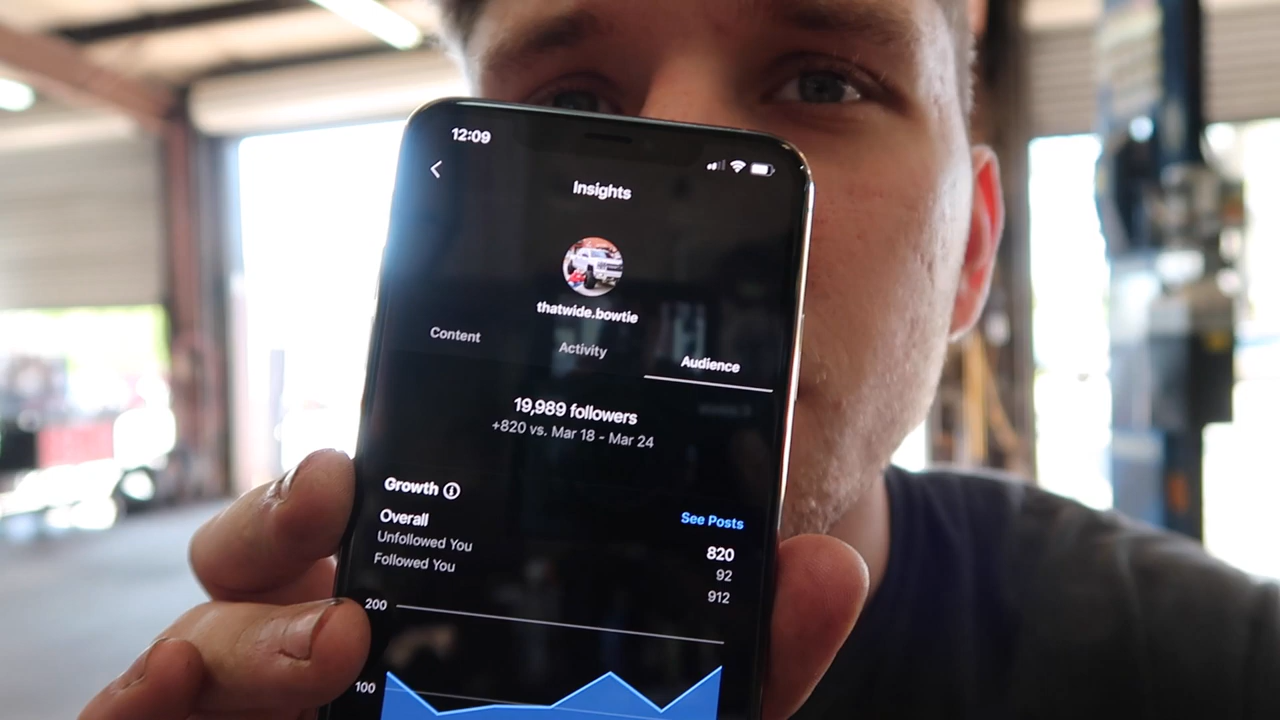 12:09
Insights
thatwide.bowtie
Content Activity Audience
19,989 followers
+820 vs. Mar 18 - Mar 24
Growth
See Posts
Overall 820
Unfollowed You 92
Followed You 912
200
100